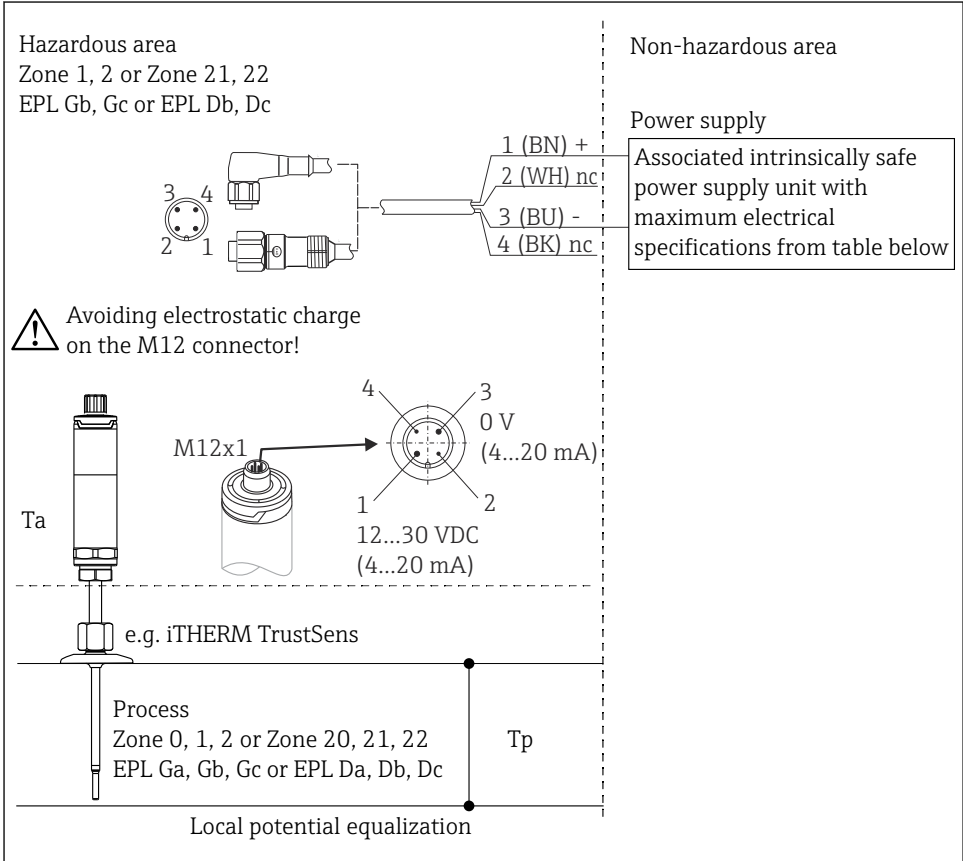 Hazardous area
Zone 1, 2 or Zone 21, 22
EPL Gb, Gc or EPL Db, Dc
Non-hazardous area
Power supply
Associated intrinsically safe
power supply unit with
maximum electrical
specifications from table below
1 (BN) +
2 (WH) nc
3 (BU) -
4 (BK) nc
3 4
2 1
Avoiding electrostatic charge
on the M12 connector!
M12x1
4
3
0 V
(4...20 mA)
1
2
12...30 VDC
(4...20 mA)
Ta
e.g. iTHERM TrustSens
Process
Zone 0, 1, 2 or Zone 20, 21, 22
EPL Ga, Gb, Gc or EPL Da, Db, Dc
Tp
Local potential equalization